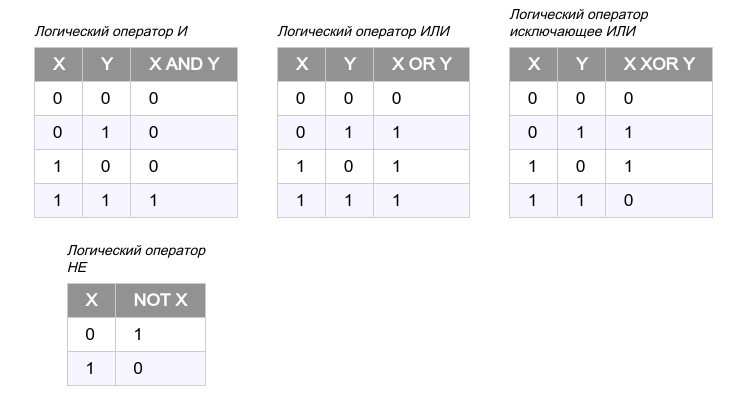 Логический оператор И
X Y X AND Y
0 0 0
0 1 0
1 0 0
1 1 1
Логический оператор ИЛИ
X Y X OR Y
0 0 0
0 1 1
1 0 1
1 1 1
Логический оператор
исключающее ИЛИ
X Y X XOR Y
0 0 0
0 1 1
1 0 1
1 1 0
Логический оператор
НЕ
X NOT X
0 1
1 0